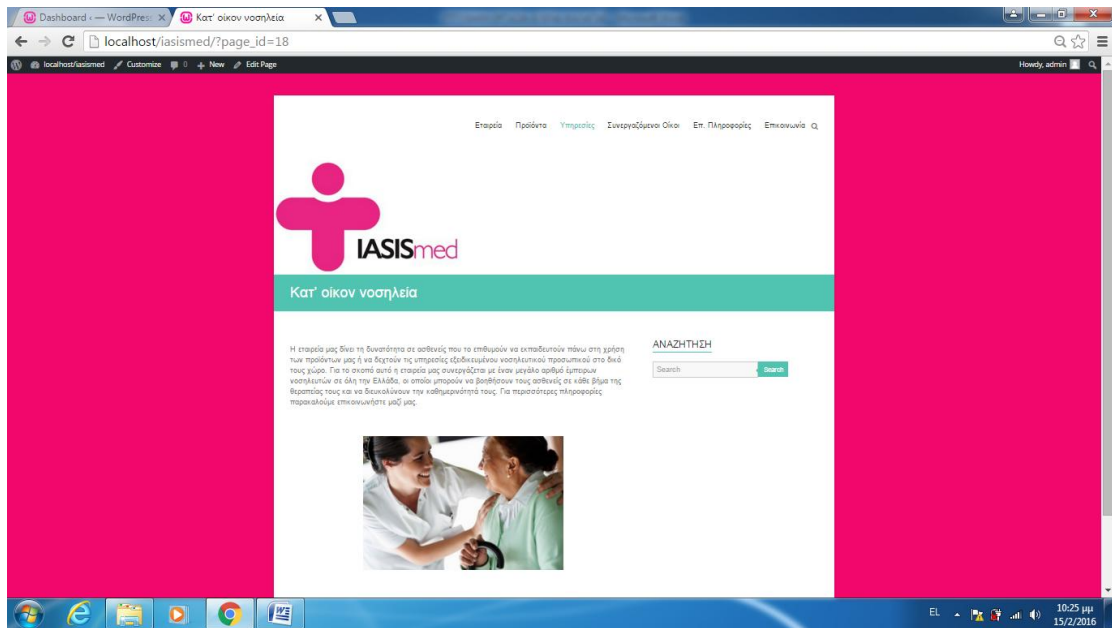 Dashboard ‹ — WordPress
Κατ' οίκον νοσηλεία
localhost/iasismed/?page_id=18
localhost/iasismed Customize 0 New Edit Page Howdy, admin
Εταιρεία Προϊόντα Υπηρεσίες Συνεργαζόμενοι Οίκοι Επ. Πληροφορίες Επικοινωνία
IASISmed
Κατ' οίκον νοσηλεία
Η εταιρεία μας δίνει τη δυνατότητα σε ασθενείς που το επιθυμούν να εκπαιδευτούν πάνω στη χρήση
των προϊόντων μας ή να δεχτούν τις υπηρεσίες εξειδικευμένου νοσηλευτικού προσωπικού στο δικό
τους χώρο. Για το σκοπό αυτό η εταιρεία μας συνεργάζεται με έναν μεγάλο αριθμό έμπειρων
νοσηλευτών σε όλη την Ελλάδα, οι οποίοι μπορούν να βοηθήσουν τους ασθενείς σε κάθε βήμα της
θεραπείας τους και να διευκολύνουν την καθημερινότητά τους. Για περισσότερες πληροφορίες
παρακαλούμε επικοινωνήστε μαζί μας.
ΑΝΑΖΗΤΗΣΗ
Search Search
EL
10:25 μμ
15/2/2016